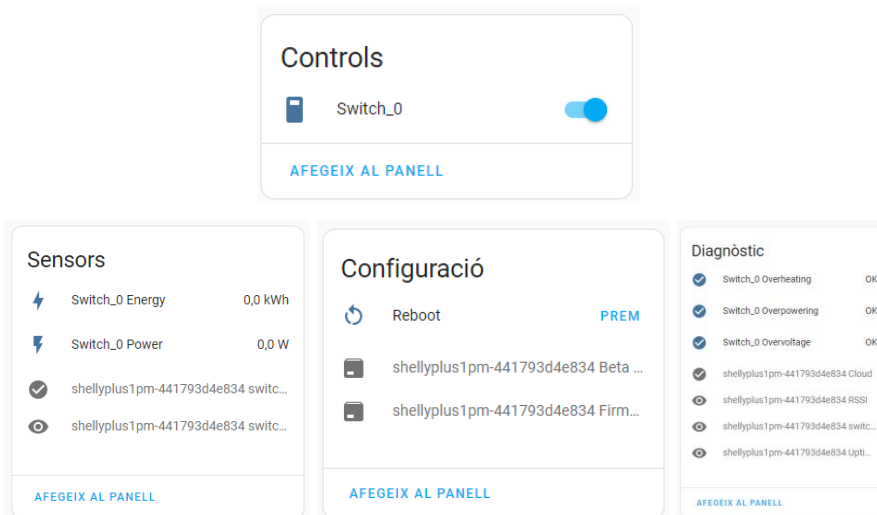 Controls
Switch_0
AFEGEIX AL PANELL
Sensors
Switch_0 Energy 0,0 kWh
Switch_0 Power 0,0 W
shellyplus1pm-441793d4e834 switc...
shellyplus1pm-441793d4e834 switc...
AFEGEIX AL PANELL
Configuració
Reboot PREM
shellyplus1pm-441793d4e834 Beta ...
shellyplus1pm-441793d4e834 Firm...
AFEGEIX AL PANELL
Diagnòstic
Switch_0 Overheating OK
Switch_0 Overpowering OK
Switch_0 Overvoltage OK
shellyplus1pm-441793d4e834 Cloud
shellyplus1pm-441793d4e834 RSSI
shellyplus1pm-441793d4e834 switc...
shellyplus1pm-441793d4e834 Upti...
AFEGEIX AL PANELL